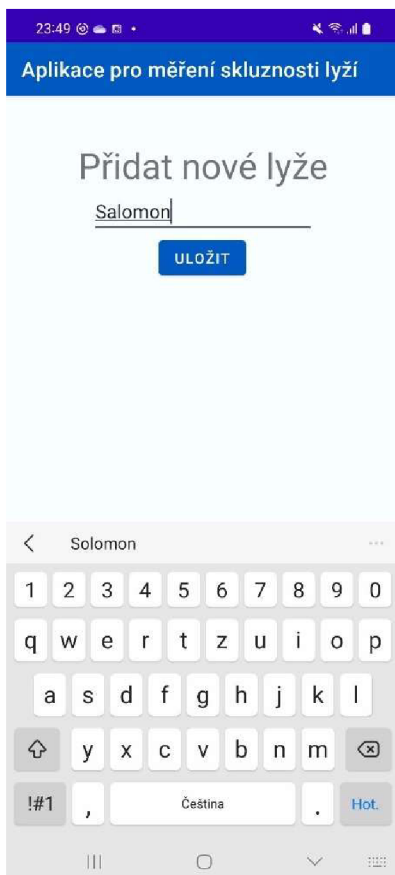 23:49
Aplikace pro měření skluznosti lyží
Přidat nové lyže
Salomon
ULOŽIT
Solomon
1 2 3 4 5 6 7 8 9 0
q w e r t z u i o p
a s d f g h j k l
y x c v b n m
!#1 , Čeština . Hot.